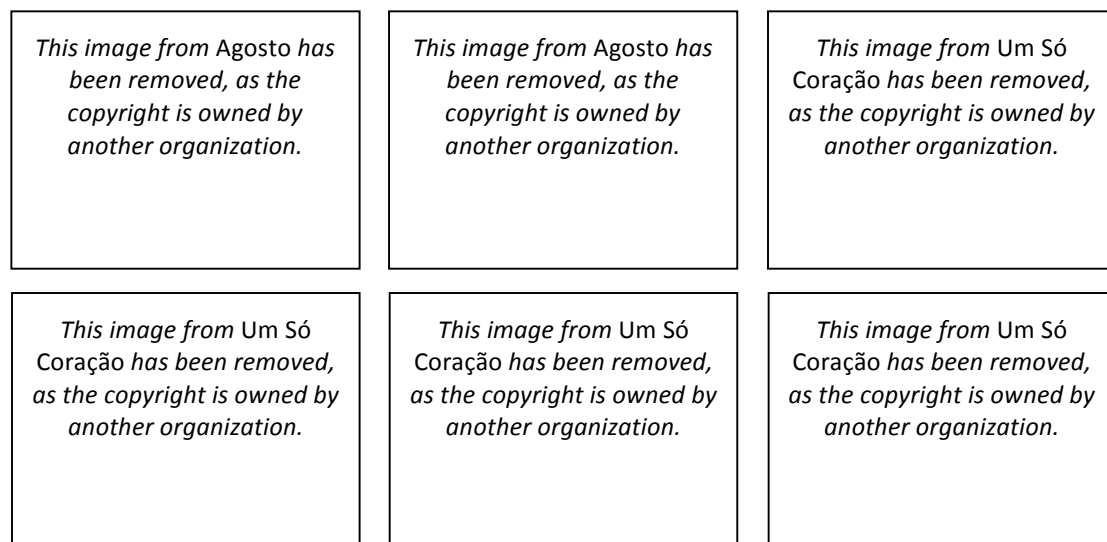 This image from Agosto has
been removed, as the
copyright is owned by
another organization.
This image from Agosto has
been removed, as the
copyright is owned by
another organization.
This image from Um Só
Coração has been removed,
as the copyright is owned by
another organization.
This image from Um Só
Coração has been removed,
as the copyright is owned by
another organization.
This image from Um Só
Coração has been removed,
as the copyright is owned by
another organization.
This image from Um Só
Coração has been removed,
as the copyright is owned by
another organization.